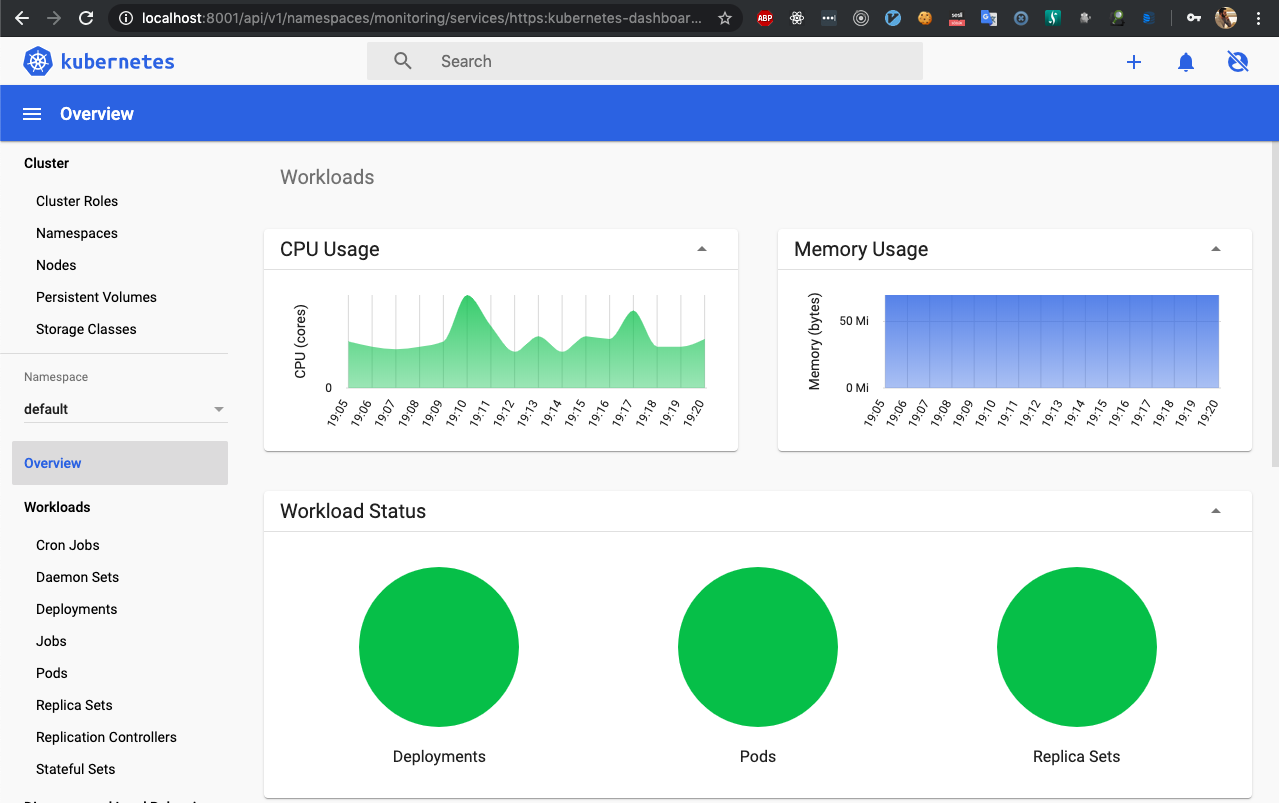 localhost:8001/api/v1/namespaces/monitoring/services/https:kubernetes-dashboar...
ABP
kubernetes
Search
Overview
Cluster
Cluster Roles
Namespaces
Nodes
Persistent Volumes
Storage Classes
Namespace
default
Overview
Workloads
Cron Jobs
Daemon Sets
Deployments
Jobs
Pods
Replica Sets
Replication Controllers
Stateful Sets
Workloads
CPU Usage
CPU (cores)
0
19:05 19:06 19:07 19:08 19:09 19:10 19:11 19:12 19:13 19:14 19:15 19:16 19:17 19:18 19:19 19:20
Memory Usage
Memory (bytes)
50 Mi
0 Mi
19:05 19:06 19:07 19:08 19:09 19:10 19:11 19:12 19:13 19:14 19:15 19:16 19:17 19:18 19:19 19:20
Workload Status
Deployments
Pods
Replica Sets